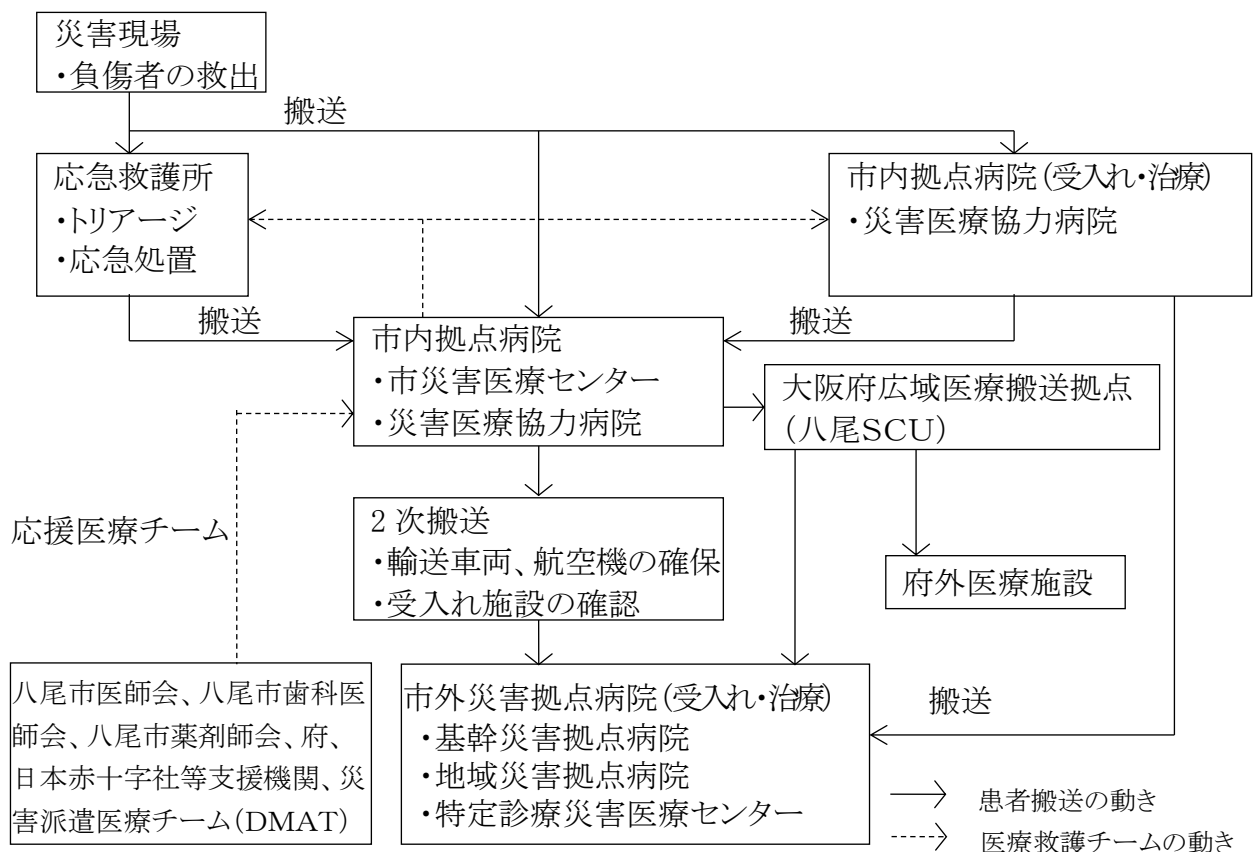 災害現場
・負傷者の救出
搬送
応急救護所
・トリアージ
・応急処置
市内拠点病院(受入れ・治療)
・災害医療協力病院
搬送
搬送
市内拠点病院
・市災害医療センター
・災害医療協力病院
大阪府広域医療搬送拠点
(八尾SCU)
応援医療チーム
2次搬送
・輸送車両、航空機の確保
・受入れ施設の確認
府外医療施設
八尾市医師会、八尾市歯科医
師会、八尾市薬剤師会、府、
日本赤十字社等支援機関、災
害派遣医療チーム(DMAT)
市外災害拠点病院(受入れ・治療)
・基幹災害拠点病院
・地域災害拠点病院
・特定診療災害医療センター
搬送
患者搬送の動き
医療救護チームの動き